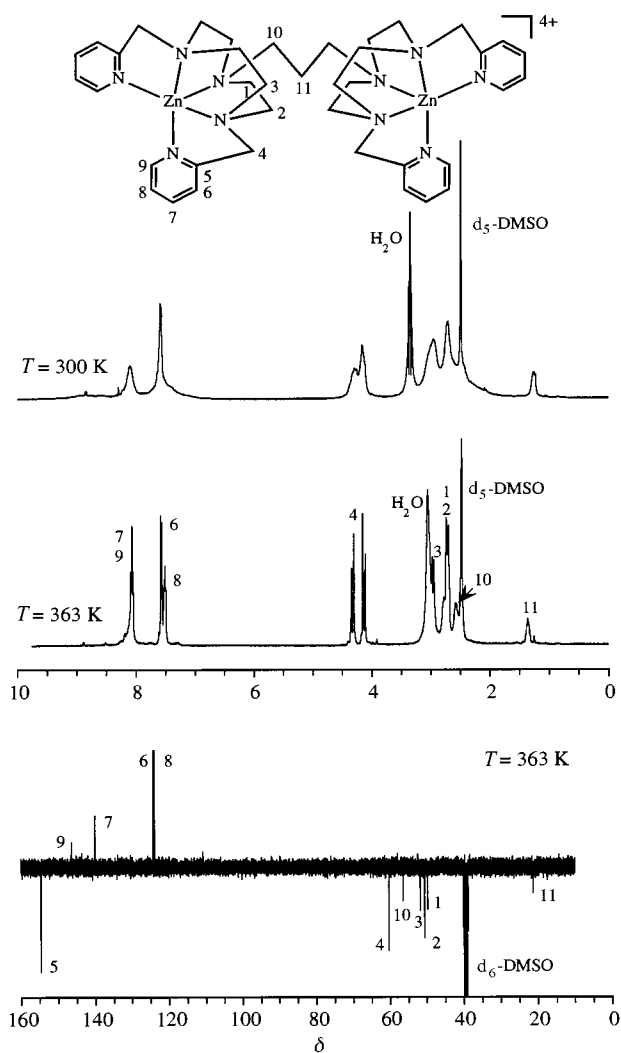 4+
10
N N N N
N N 11 N N
Zn 1 3 Zn
N 2 N
N N
9 5 4
8 6
7
d5-DMSO
H2O
T = 300 K
d5-DMSO
6 4 H2O 1
7 2
9 8 3
10
T = 363 K 11
10 8 6 4 2 0
6 8 T = 363 K
7
9
11
10 1
3
4 2
5 d6-DMSO
160 140 120 100 80 60 40 20 0
δ